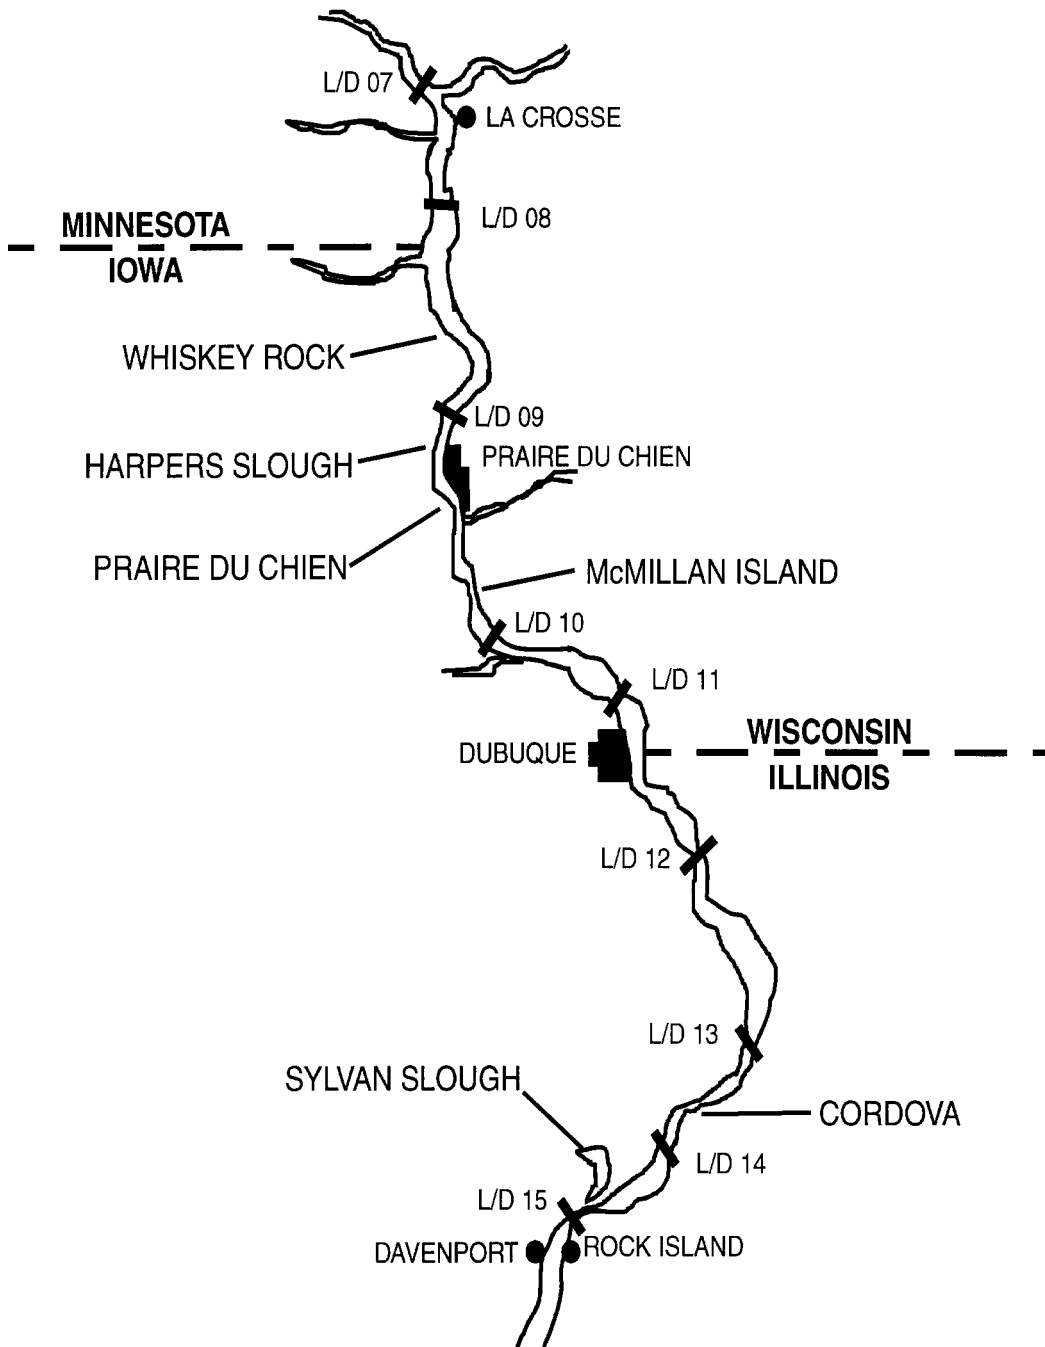 L/D 07
LA CROSSE
L/D 08
MINNESOTA
IOWA
WHISKEY ROCK
L/D 09
HARPERS SLOUGH
PRAIRE DU CHIEN
PRAIRE DU CHIEN
McMILLAN ISLAND
L/D 10
L/D 11
DUBUQUE
WISCONSIN
ILLINOIS
L/D 12
L/D 13
SYLVAN SLOUGH
CORDOVA
L/D 14
L/D 15
DAVENPORT
ROCK ISLAND